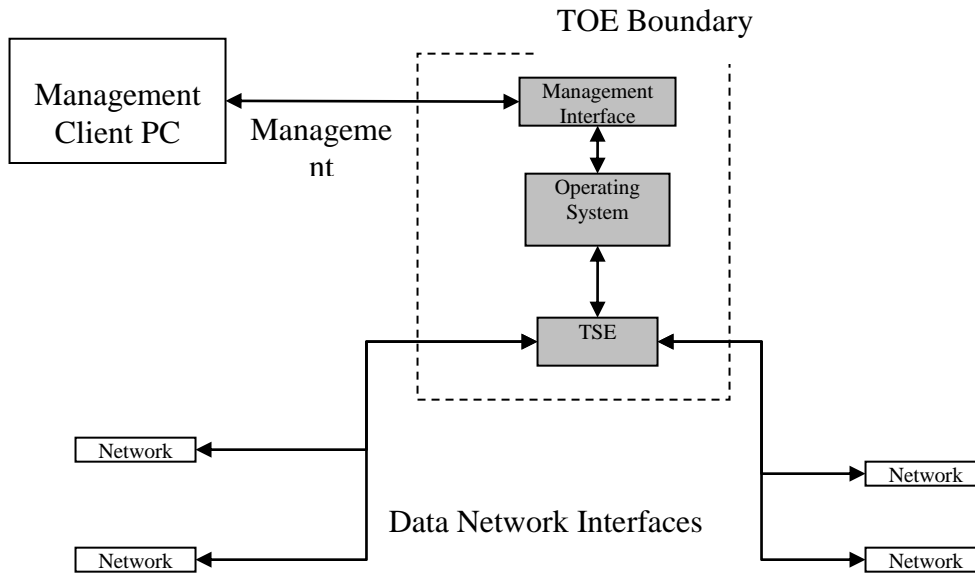 TOE Boundary
Management
Client PC
Manageme
nt
Management
Interface
Operating
System
TSE
Network
Network
Data Network Interfaces
Network
Network